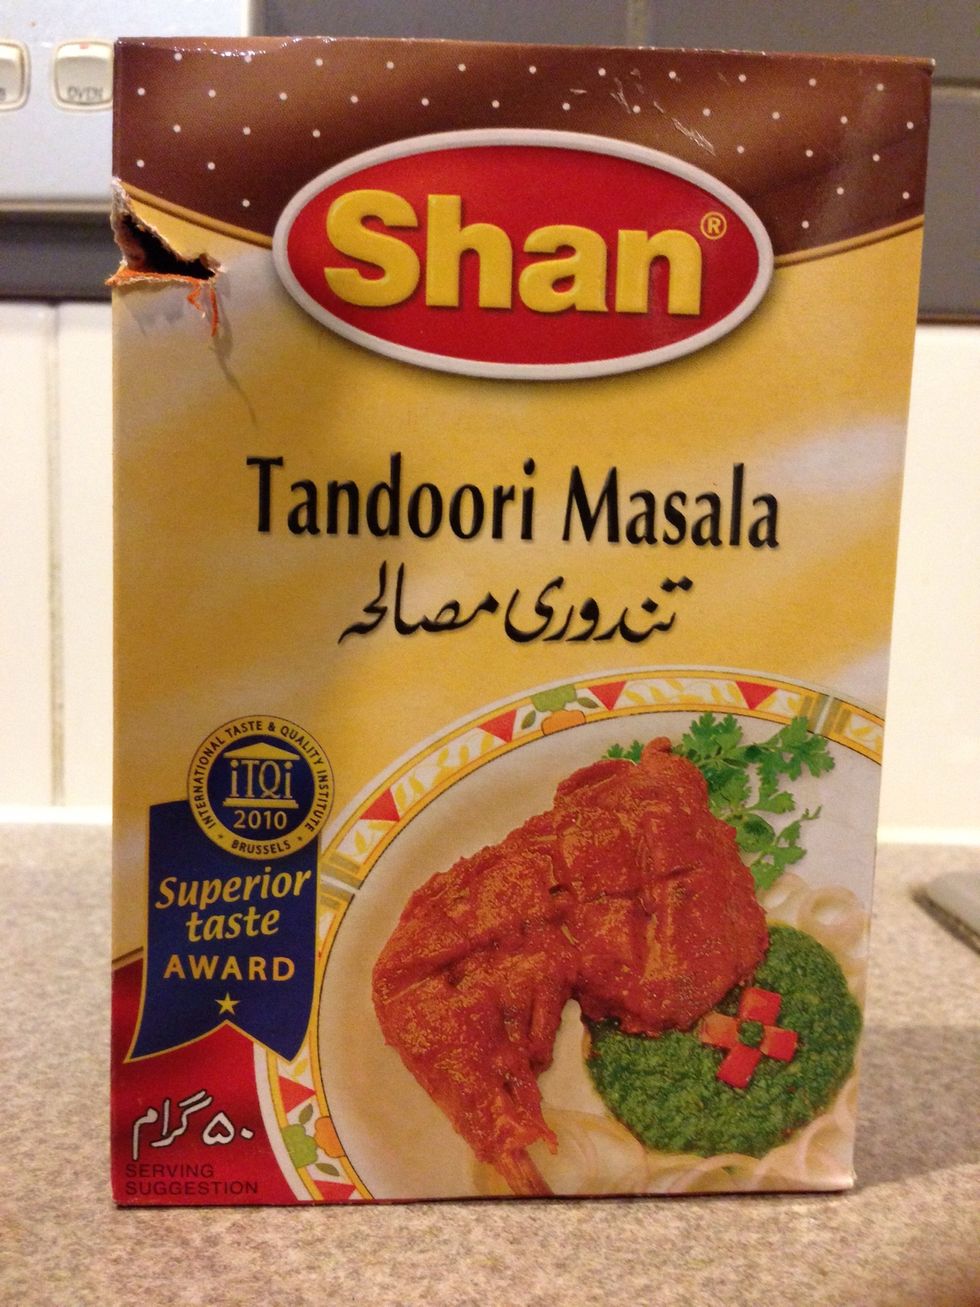 OVEN
Shan®
Tandoori Masala
تندوری مصالحہ
INTERNATIONAL TASTE & QUALITY INSTITUTE
iTQi
2010
• BRUSSELS •
Superior
taste
AWARD
۵۰ گرام
SERVING
SUGGESTION